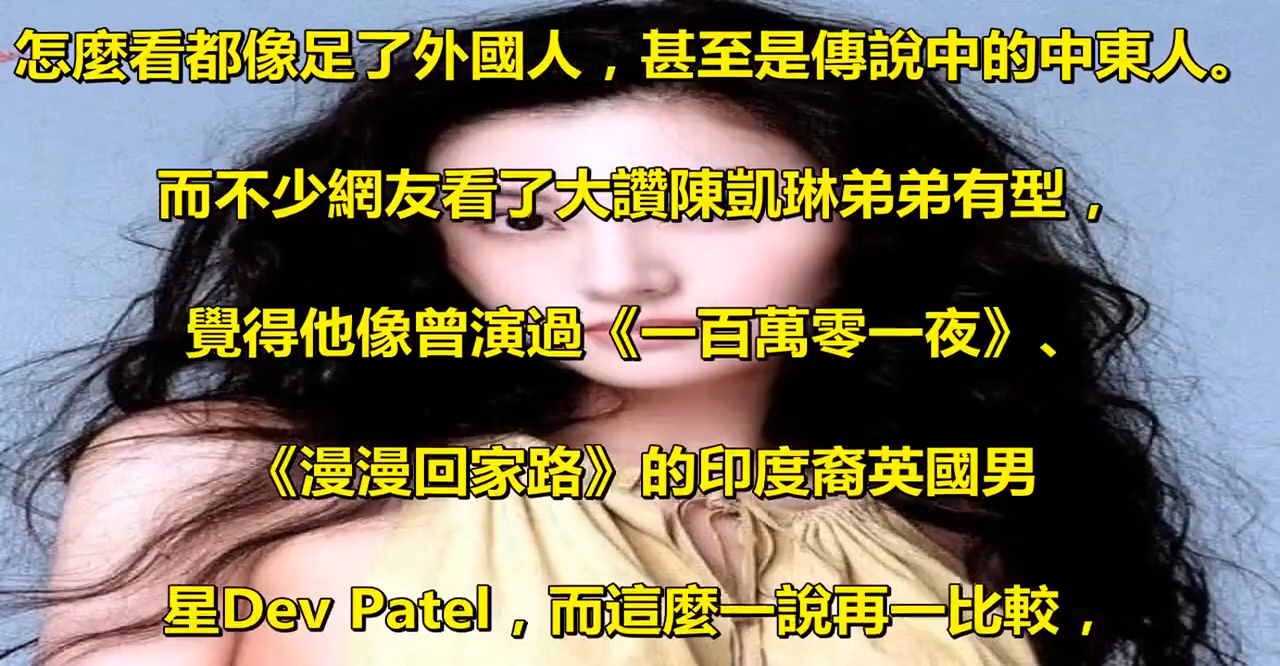 怎麼看都像足了外國人，甚至是傳說中的中東人。
而不少網友看了大讚陳凱琳弟弟有型，
覺得他像曾演過《一百萬零一夜》、
《漫漫回家路》的印度裔英國男
星Dev Patel，而這麼一說再一比較，